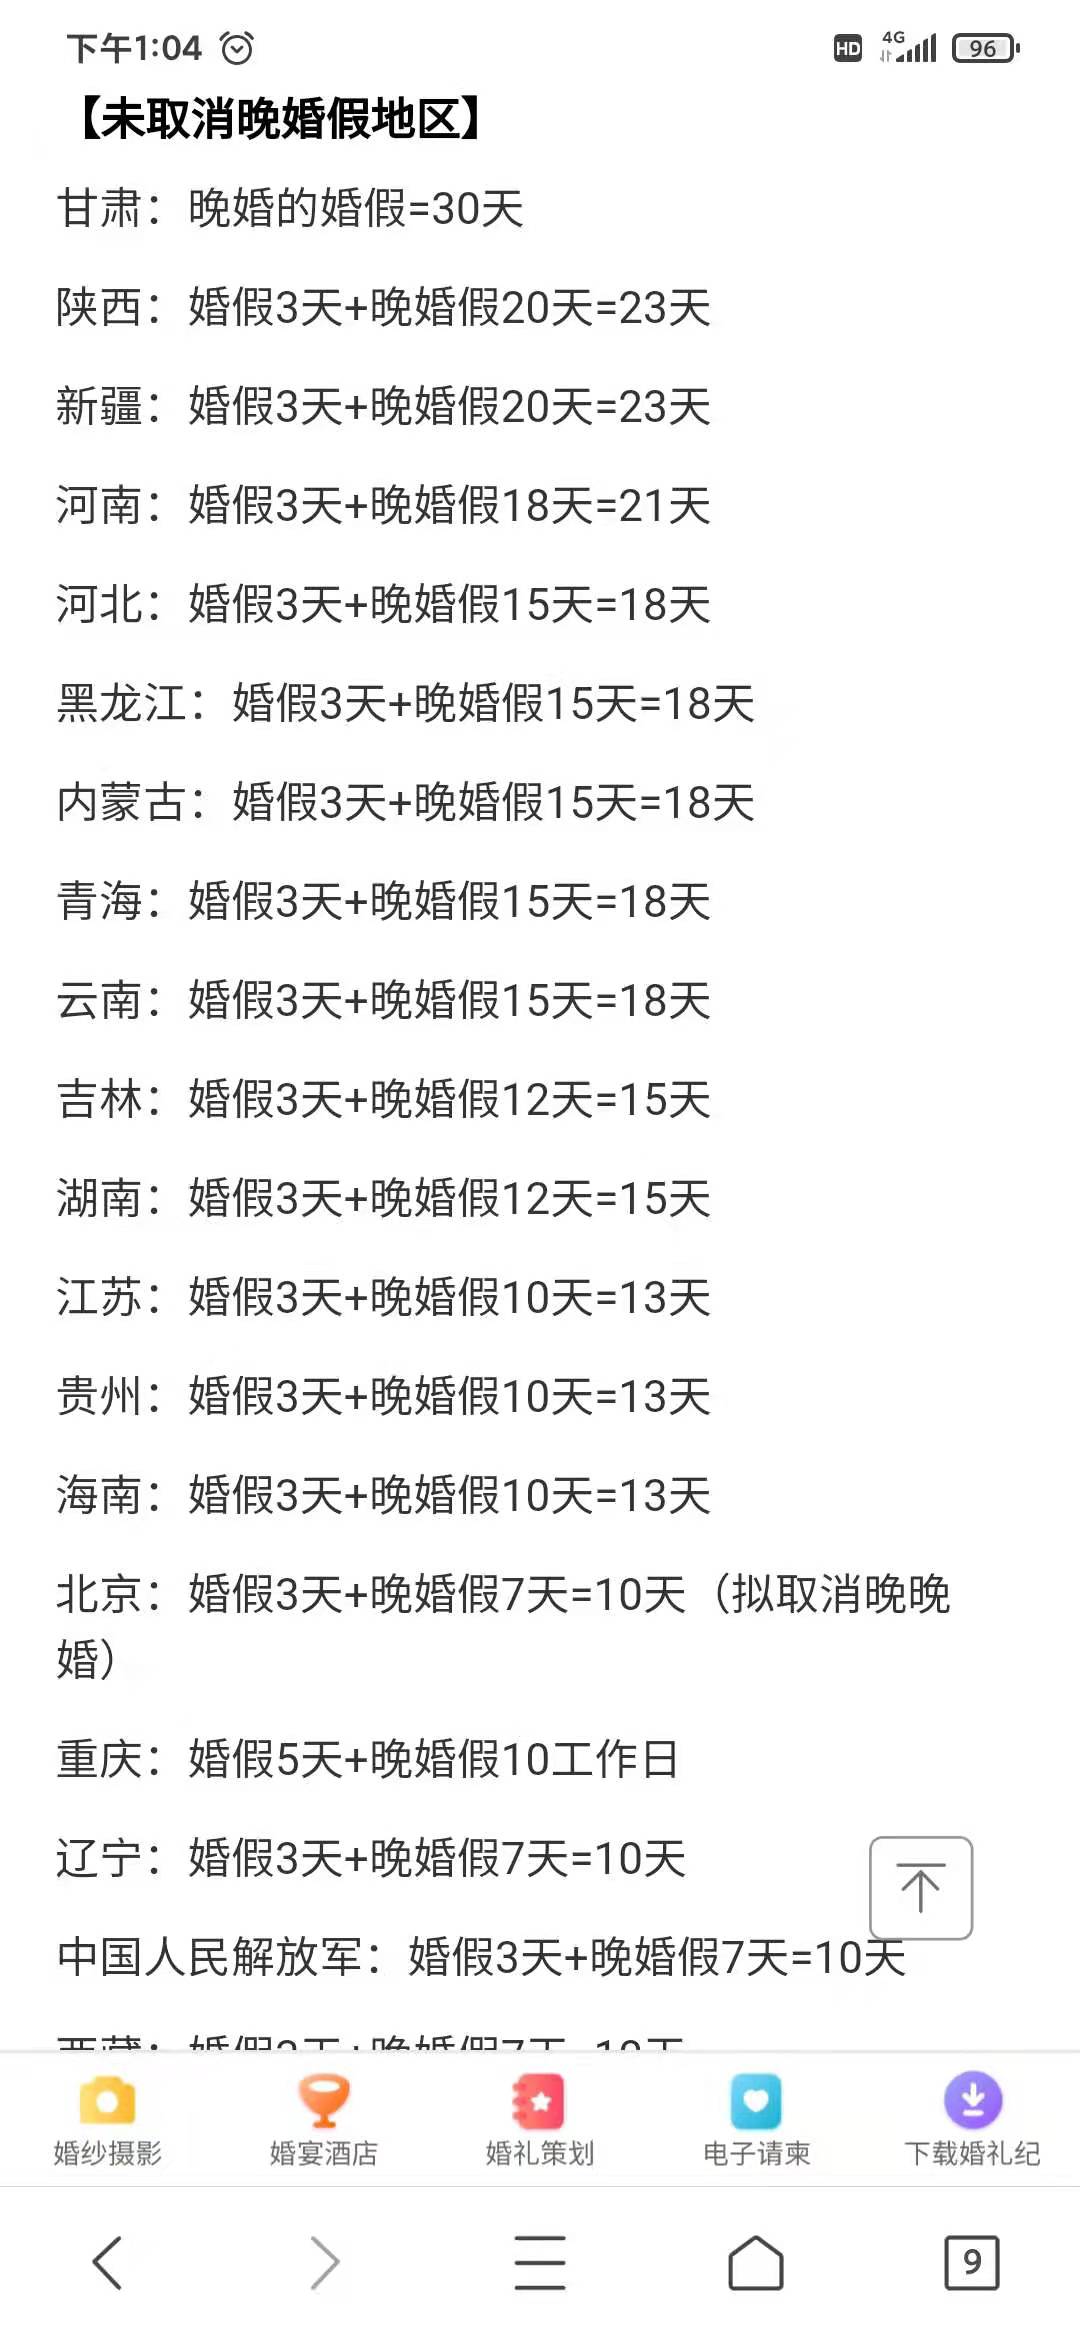 下午1:04 HD 4G 96
【未取消晚婚假地区】
甘肃：晚婚的婚假=30天
陕西：婚假3天+晚婚假20天=23天
新疆：婚假3天+晚婚假20天=23天
河南：婚假3天+晚婚假18天=21天
河北：婚假3天+晚婚假15天=18天
黑龙江：婚假3天+晚婚假15天=18天
内蒙古：婚假3天+晚婚假15天=18天
青海：婚假3天+晚婚假15天=18天
云南：婚假3天+晚婚假15天=18天
吉林：婚假3天+晚婚假12天=15天
湖南：婚假3天+晚婚假12天=15天
江苏：婚假3天+晚婚假10天=13天
贵州：婚假3天+晚婚假10天=13天
海南：婚假3天+晚婚假10天=13天
北京：婚假3天+晚婚假7天=10天（拟取消晚晚
婚）
重庆：婚假5天+晚婚假10工作日
辽宁：婚假3天+晚婚假7天=10天
中国人民解放军：婚假3天+晚婚假7天=10天
婚纱摄影 婚宴酒店 婚礼策划 电子请柬 下载婚礼纪
9